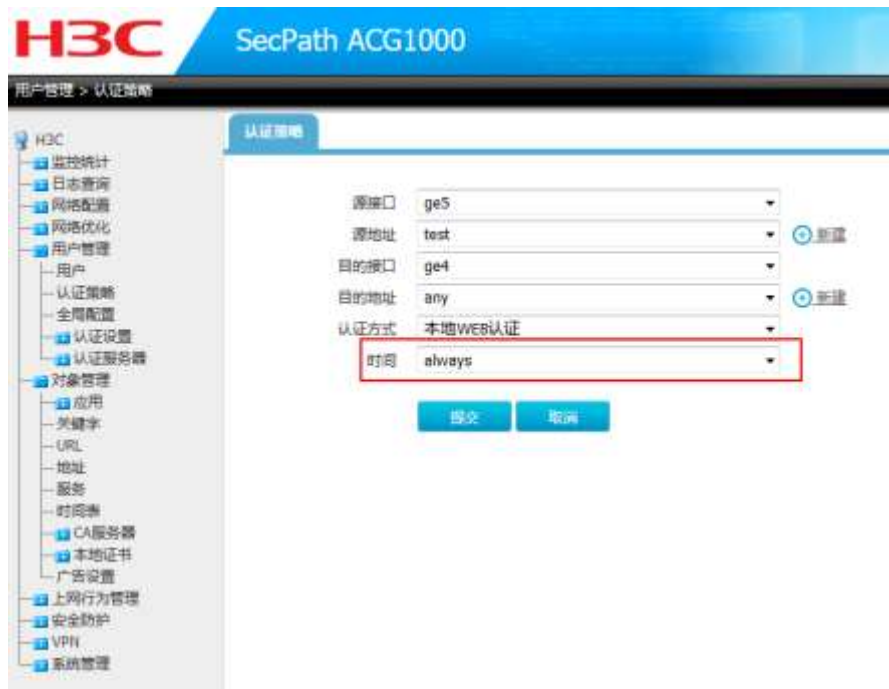 H3C
SecPath ACG1000
用户管理 > 认证策略
认证策略
H3C
监控统计
日志查询
网络配置
网络优化
用户管理
用户
认证策略
全局配置
认证设置
认证服务器
对象管理
应用
关键字
URL
地址
服务
时间表
CA服务器
本地证书
广告设置
上网行为管理
安全防护
VPN
系统管理
源接口 ge5
源地址 test 新建
目的接口 ge4
目的地址 any 新建
认证方式 本地WEB认证
时间 always
提交 取消